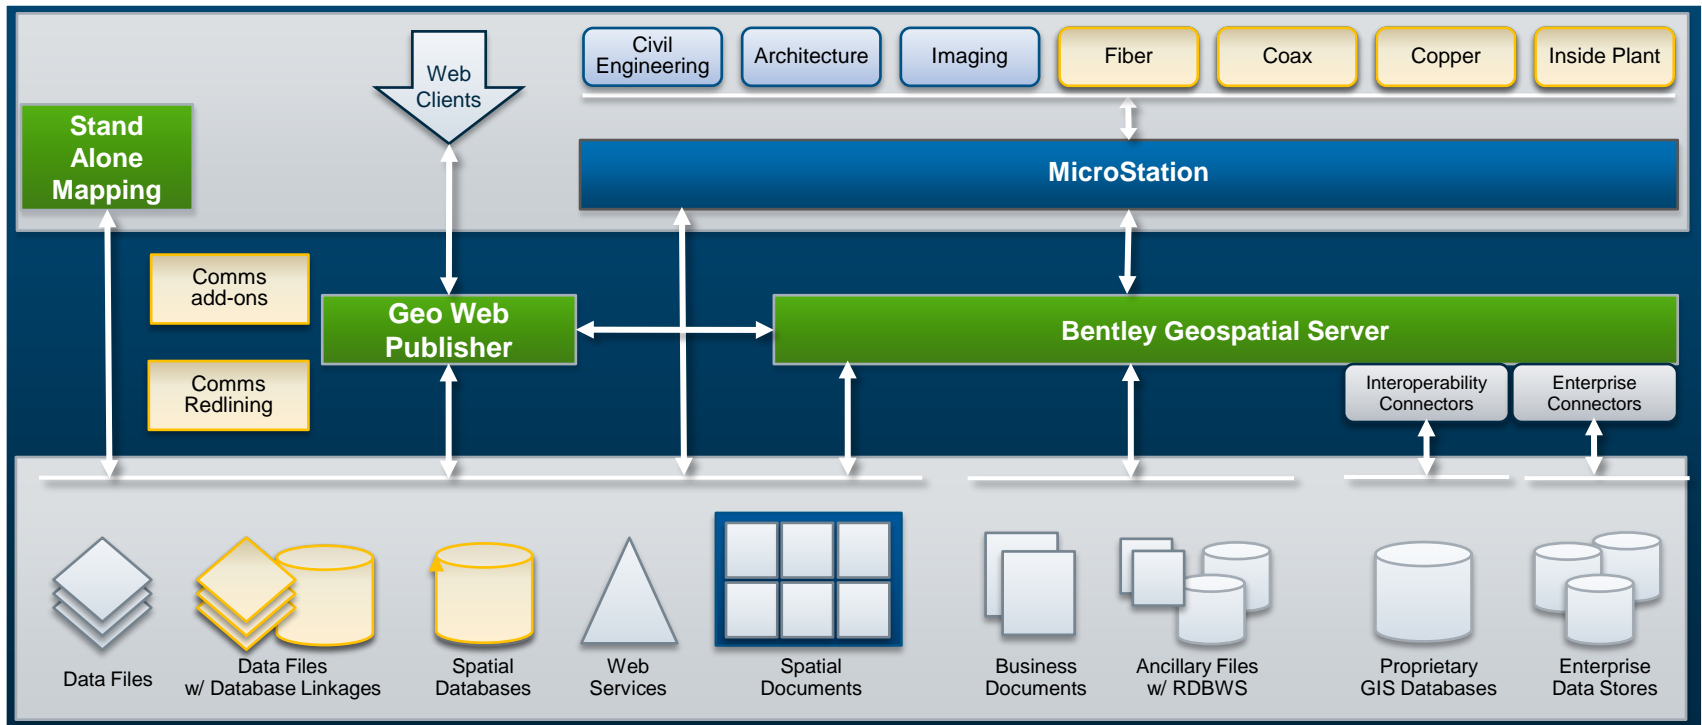 Civil
Engineering
Architecture
Imaging
Fiber
Coax
Copper
Inside Plant
Web
Clients
Stand
Alone
Mapping
MicroStation
Comms
add-ons
Geo Web
Publisher
Bentley Geospatial Server
Comms
Redlining
Interoperability
Connectors
Enterprise
Connectors
Data Files
Data Files
w/ Database Linkages
Spatial
Databases
Web
Services
Spatial
Documents
Business
Documents
Ancillary Files
w/ RDBWS
Proprietary
GIS Databases
Enterprise
Data Stores